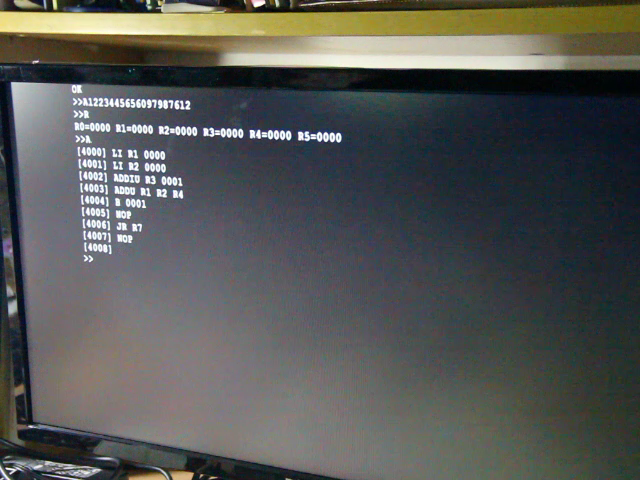 OK
>>A1223445656097987612
>>R
R0=0000 R1=0000 R2=0000 R3=0000 R4=0000 R5=0000
>>A
[4000] LI R1 0000
[4001] LI R2 0000
[4002] ADDIU R3 0001
[4003] ADDU R1 R2 R4
[4004] B 0001
[4005] NOP
[4006] JR R7
[4007] NOP
[4008]
>>